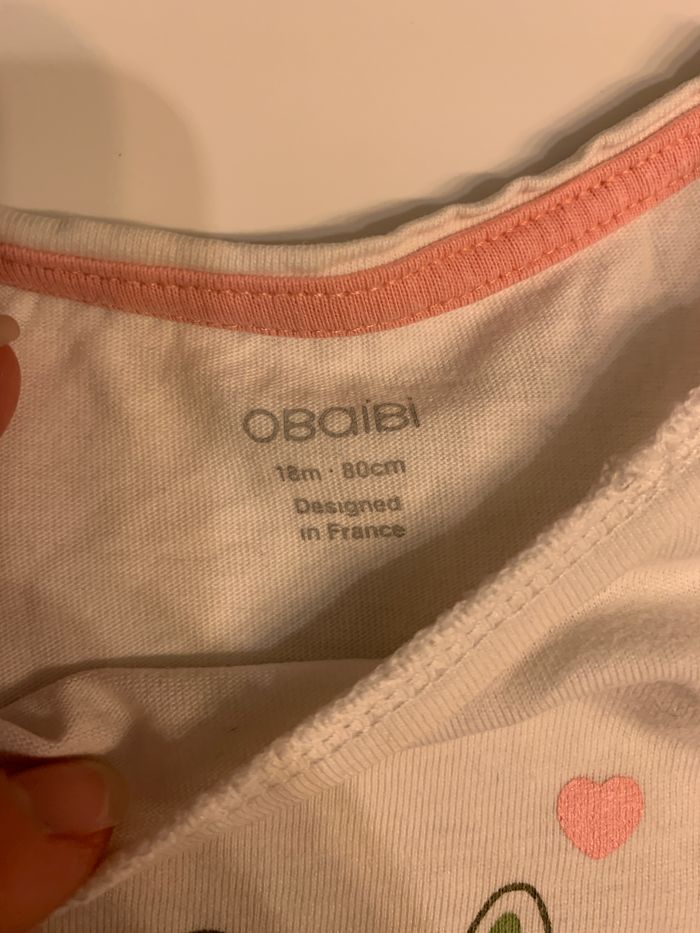 OBaiBi
18m · 80cm
Designed
in France